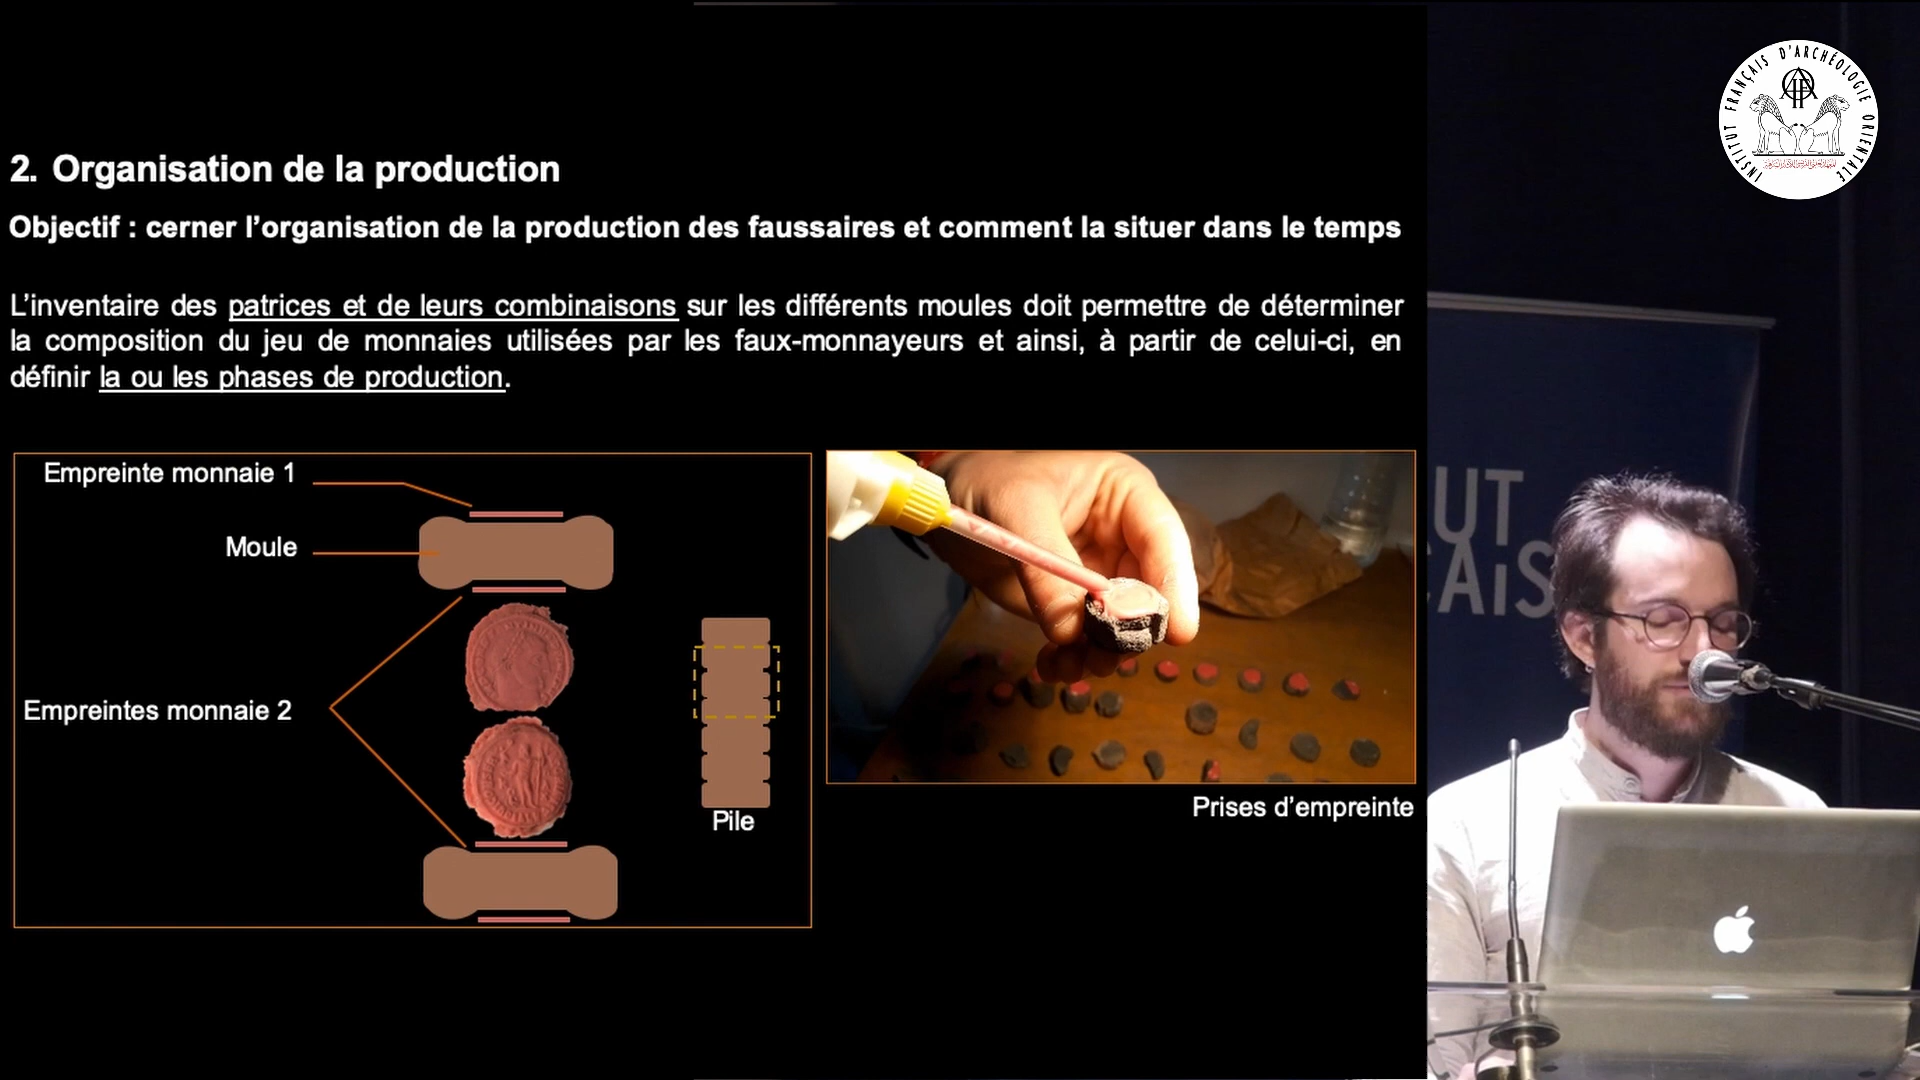 INSTITUT FRANÇAIS D'ARCHÉOLOGIE ORIENTALE
2. Organisation de la production
Objectif : cerner l'organisation de la production des faussaires et comment la situer dans le temps
L'inventaire des patrices et de leurs combinaisons sur les différents moules doit permettre de déterminer
la composition du jeu de monnaies utilisées par les faux-monnayeurs et ainsi, à partir de celui-ci, en
définir la ou les phases de production.
Empreinte monnaie 1
Moule
Empreintes monnaie 2
Pile
Prises d'empreinte
UT
ÇAiS